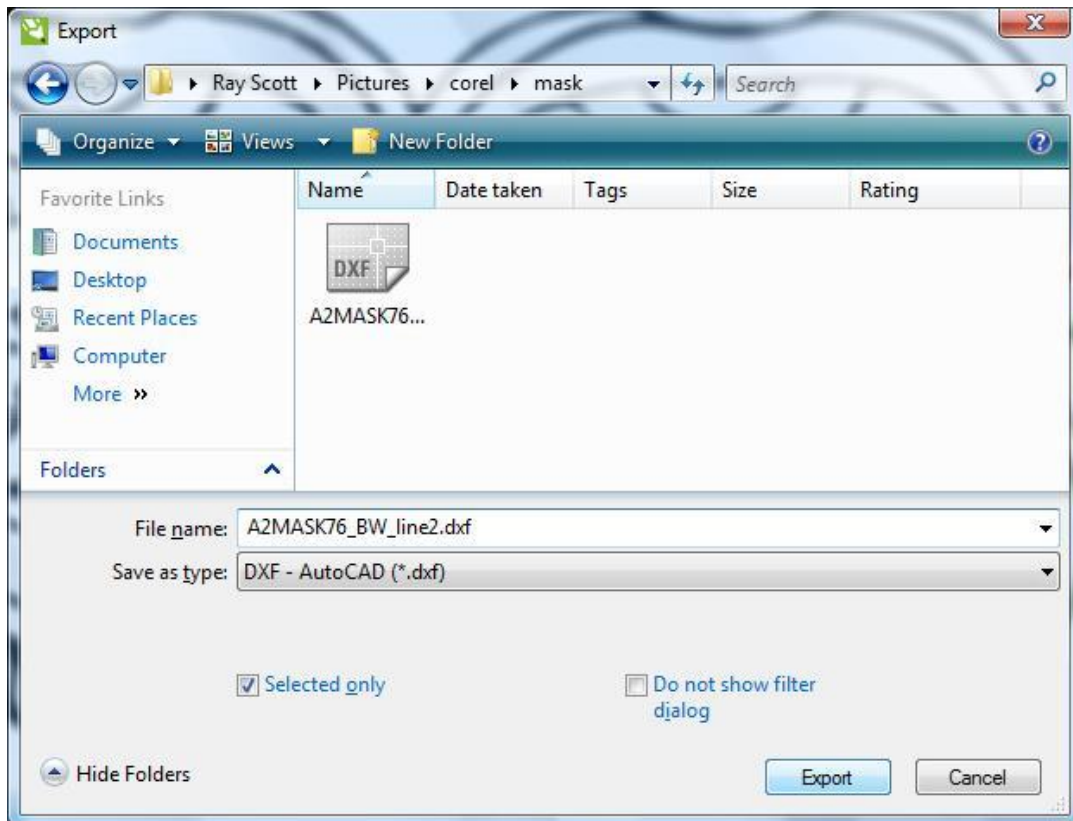 Export
Ray Scott ▸ Pictures ▸ corel ▸ mask
Search
Organize Views New Folder
Favorite Links
Documents
Desktop
Recent Places
Computer
More »
Folders
Name Date taken Tags Size Rating
DXF
A2MASK76...
File name: A2MASK76_BW_line2.dxf
Save as type: DXF - AutoCAD (*.dxf)
Selected only
Do not show filter
dialog
Hide Folders
Export Cancel